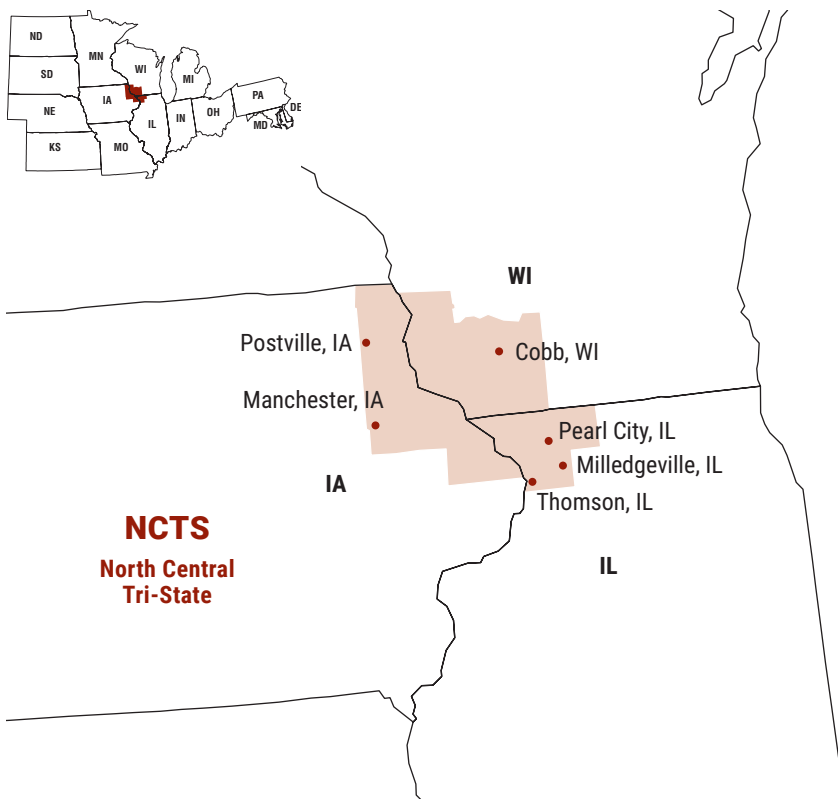 ND
MN
SD
WI
MI
NE
IA
PA
IL
IN
OH
DE
MD
KS
MO
WI
Postville, IA
Cobb, WI
Manchester, IA
Pearl City, IL
Milledgeville, IL
IA
Thomson, IL
NCTS
North Central
Tri-State
IL